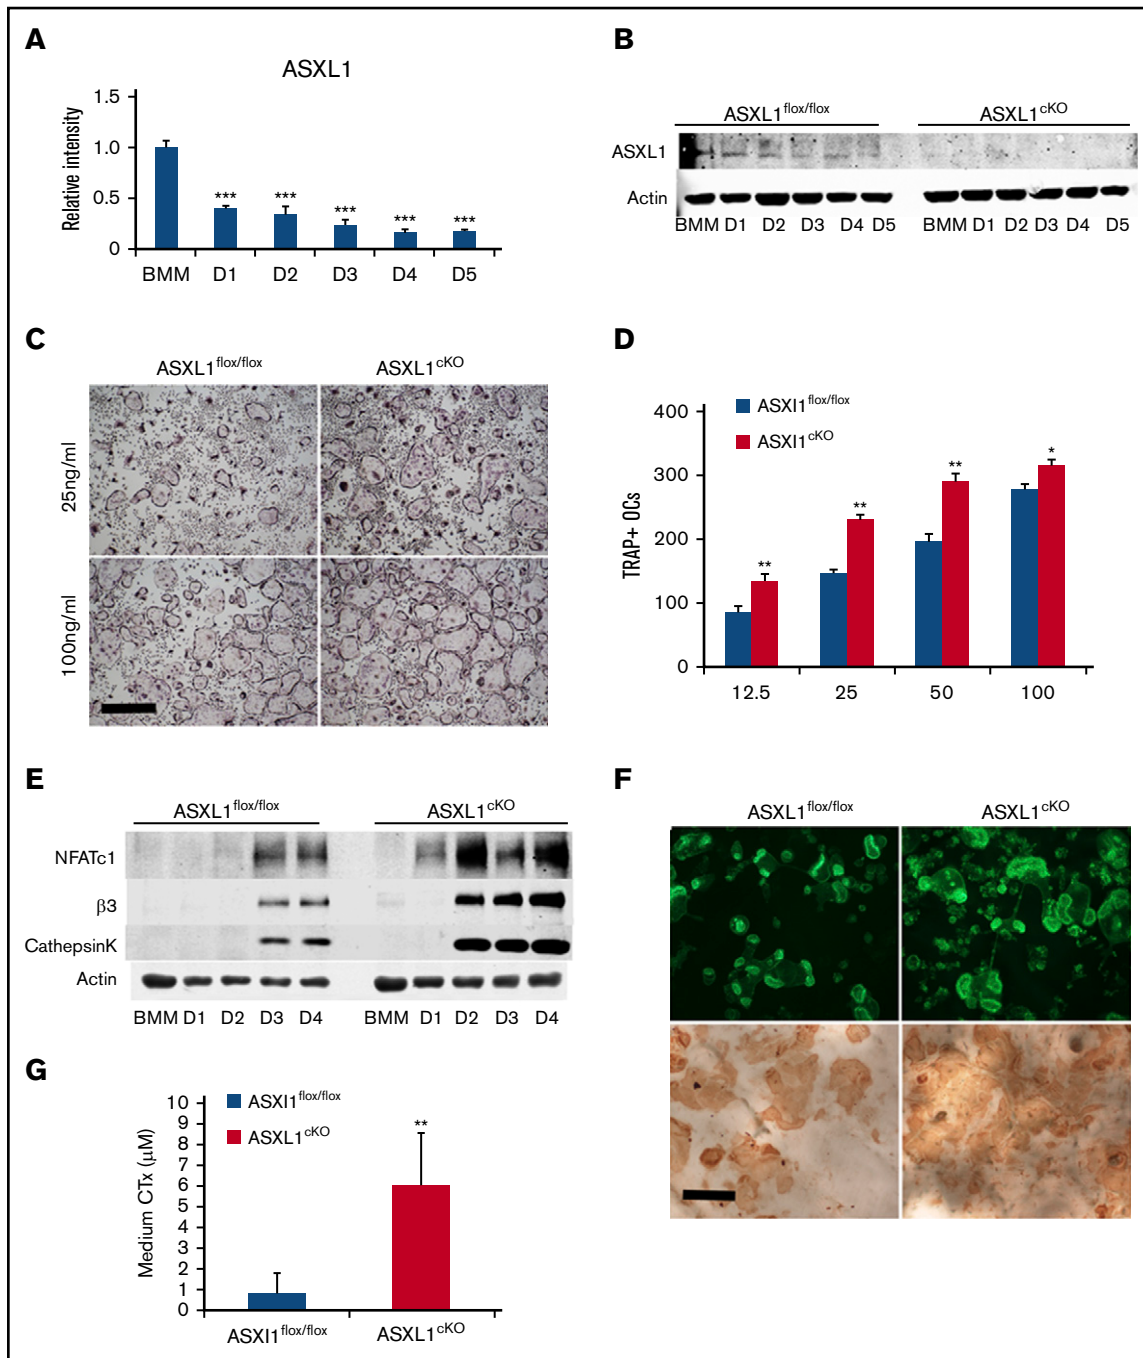 A
ASXL1
Relative intensity
1.5
1.0
0.5
0
*** *** *** *** ***
BMM D1 D2 D3 D4 D5
B
ASXL1flox/flox ASXL1cKO
ASXL1
Actin
BMM D1 D2 D3 D4 D5 BMM D1 D2 D3 D4 D5
C
ASXL1flox/flox ASXL1cKO
25ng/ml
100ng/ml
D
ASXl1flox/flox
ASXl1cKO
TRAP+ OCs
400
300
200
100
0
** ** ** *
12.5 25 50 100
E
ASXL1flox/flox ASXL1cKO
NFATc1
β3
CathepsinK
Actin
BMM D1 D2 D3 D4 BMM D1 D2 D3 D4
F
ASXL1flox/flox ASXL1cKO
G
ASXl1flox/flox
ASXL1cKO
Medium CTx (μM)
10
9
8
7
6
5
4
3
2
1
0
**
ASXl1flox/flox ASXL1cKO